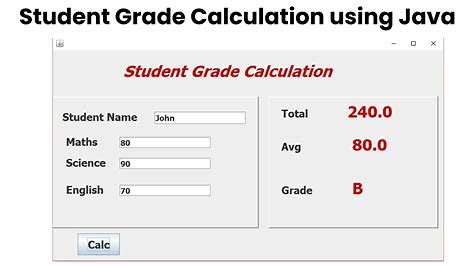 Student Grade Calculation using Java
Student Grade Calculation
Student Name John
Maths 80
Science 90
English 70
Calc
Total 240.0
Avg 80.0
Grade B